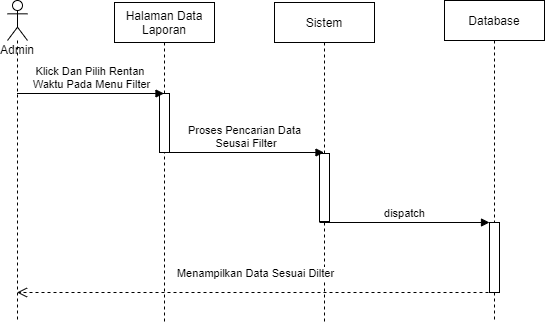 Halaman Data
Laporan
Sistem
Database
Admin
Klick Dan Pilih Rentan
Waktu Pada Menu Filter
Proses Pencarian Data
Seusai Filter
dispatch
Menampilkan Data Sesuai Dilter